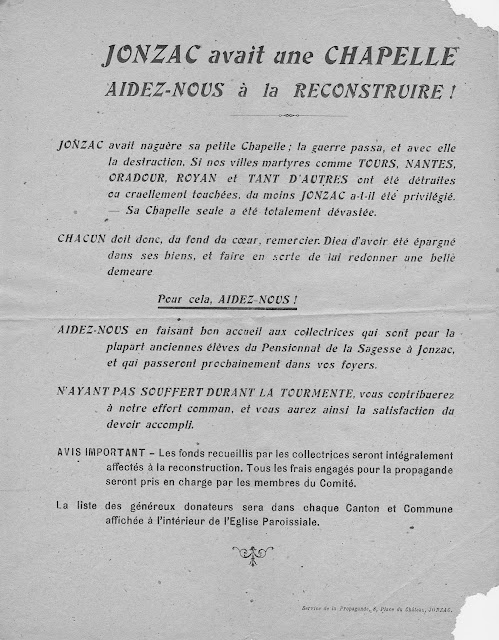 JONZAC avait une CHAPELLE
AIDEZ-NOUS à la RECONSTRUIRE !
JONZAC avait naguère sa petite Chapelle ; la guerre passa, et avec elle
la destruction. Si nos villes martyres comme TOURS, NANTES,
ORADOUR, ROYAN et TANT D'AUTRES ont été détruites
ou cruellement touchées, du moins JONZAC a-t-il été privilégié.
— Sa Chapelle seule a été totalement dévastée.
CHACUN doit donc, du fond du cœur, remercier. Dieu d'avoir été épargné
dans ses biens, et faire en sorte de lui redonner une belle
demeure
Pour cela, AIDEZ-NOUS !
AIDEZ-NOUS en faisant bon accueil aux collectrices qui sont pour la
plupart anciennes élèves du Pensionnat de la Sagesse à Jonzac,
et qui passeront prochainement dans vos foyers.
N'AYANT PAS SOUFFERT DURANT LA TOURMENTE, vous contribuerez
à notre effort commun, et vous aurez ainsi la satisfaction du
devoir accompli.
AVIS IMPORTANT – Les fonds recueillis par les collectrices seront intégralement
affectés à la reconstruction. Tous les frais engagés pour la propagande
seront pris en charge par les membres du Comité.
La liste des généreux donateurs sera dans chaque Canton et Commune
affichée à l'intérieur de l'Eglise Paroissiale.
Service de la Propagande, 6, Place du Château, JONZAC.